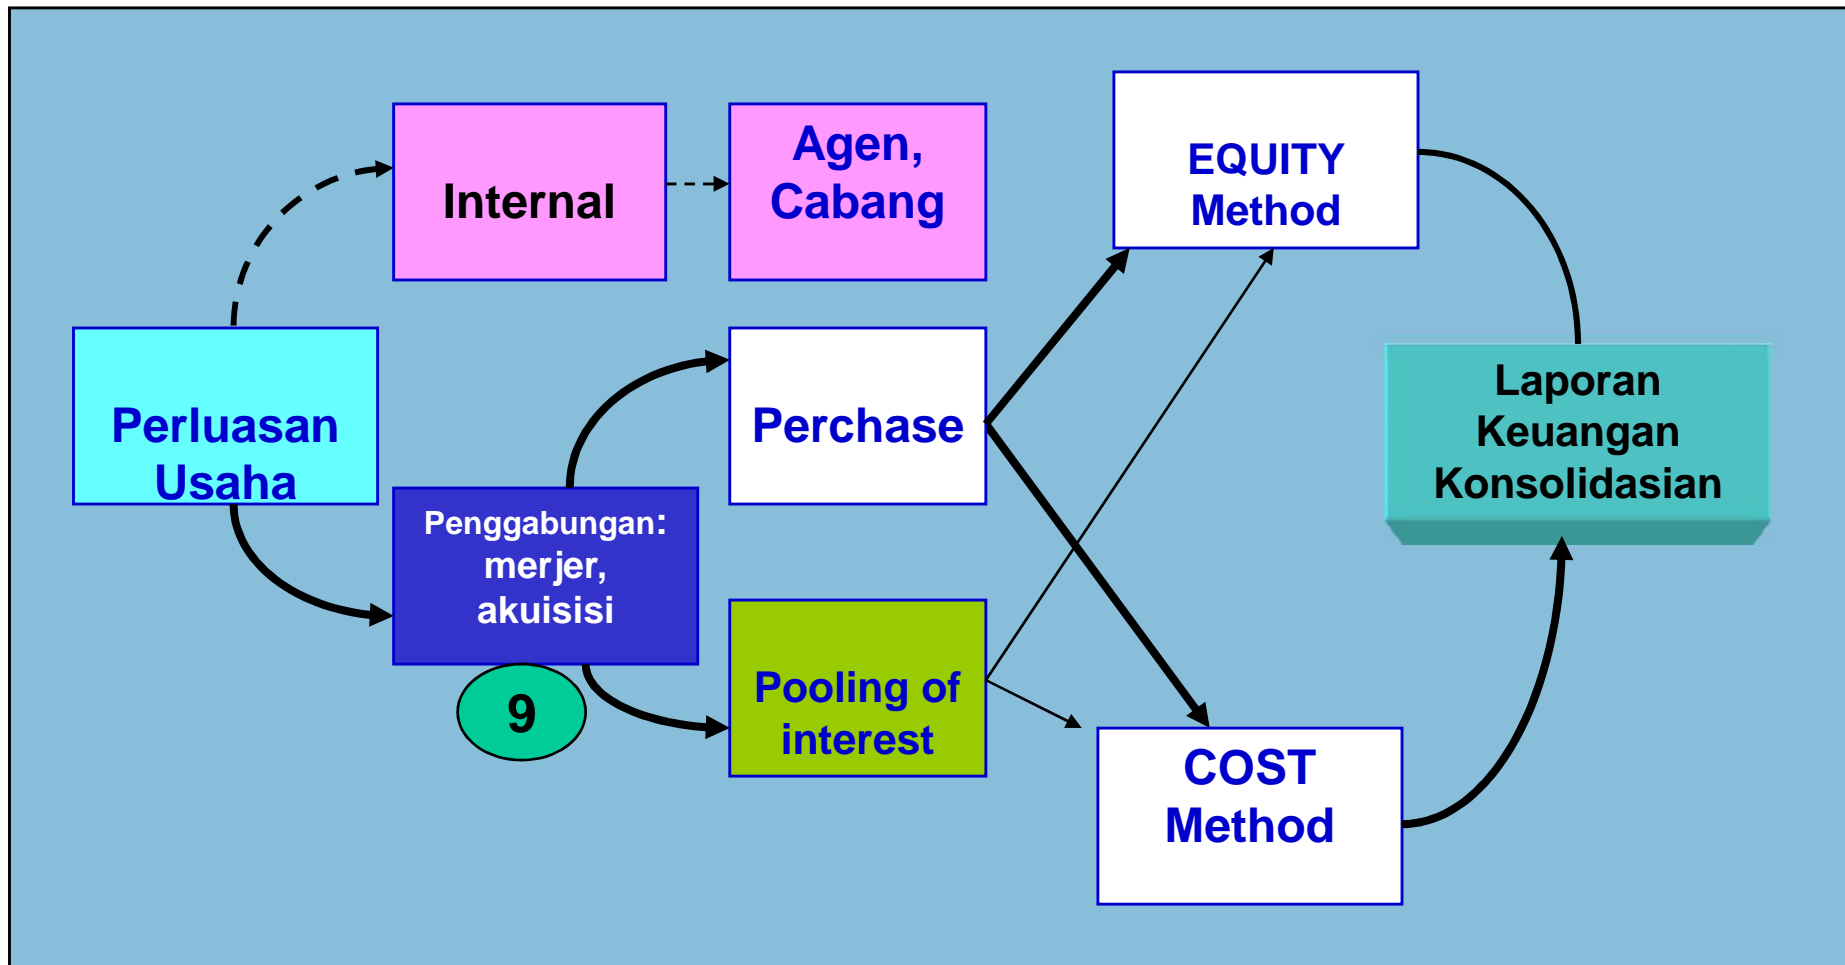 Internal
Agen,
Cabang
EQUITY
Method
Perluasan
Usaha
Perchase
Laporan
Keuangan
Konsolidasian
Penggabungan:
merjer,
akuisisi
9
Pooling of
interest
COST
Method